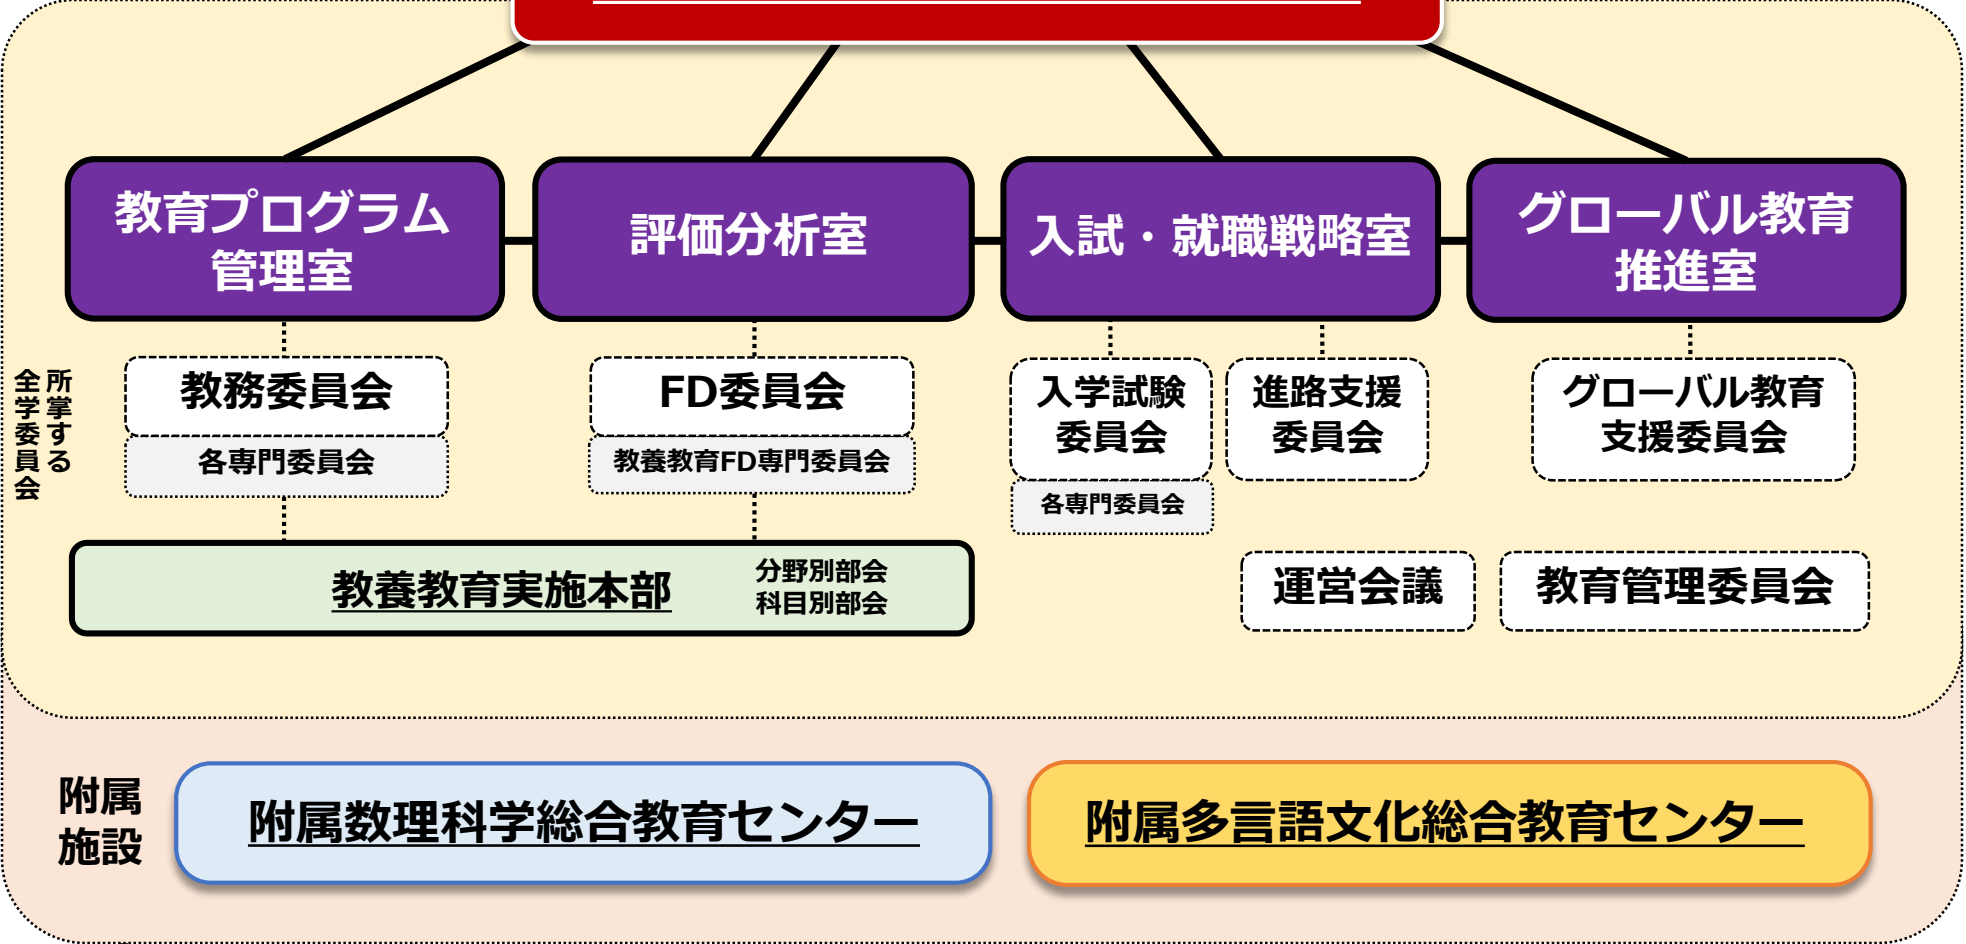 教育プログラム
管理室
評価分析室
入試・就職戦略室
グローバル教育
推進室
所掌する
全学委員会
教務委員会
各専門委員会
FD委員会
教養教育FD専門委員会
入学試験
委員会
各専門委員会
進路支援
委員会
グローバル教育
支援委員会
教養教育実施本部
分野別部会
科目別部会
運営会議
教育管理委員会
附属
施設
附属数理科学総合教育センター
附属多言語文化総合教育センター